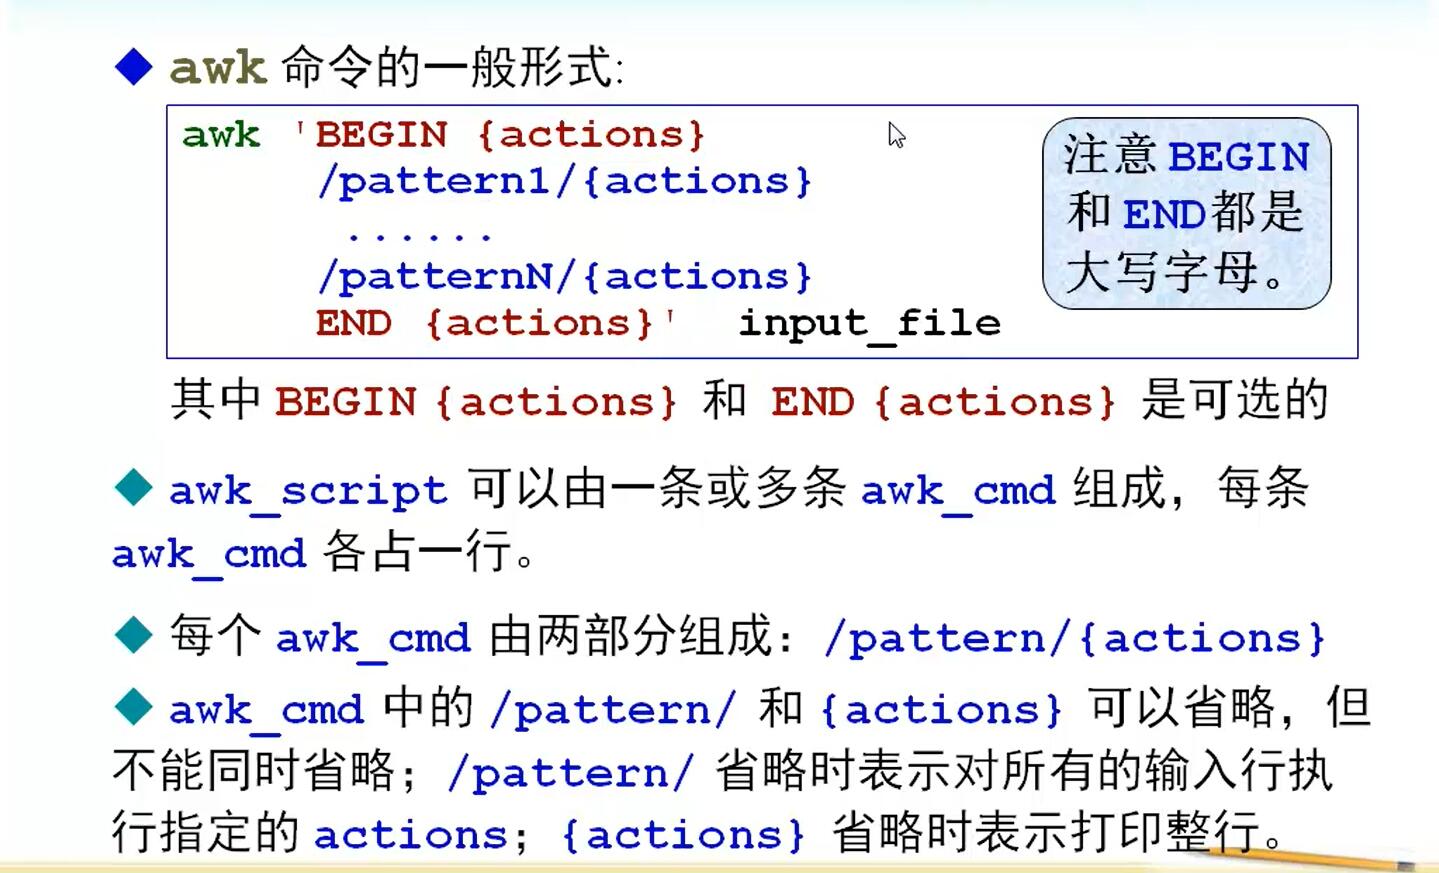 ◆ awk 命令的一般形式:
awk 'BEGIN {actions}
/pattern1/{actions}
......
/patternN/{actions}
END {actions}' input_file
注意 BEGIN
和 END都是
大写字母。
其中 BEGIN {actions} 和 END {actions} 是可选的
◆ awk_script 可以由一条或多条 awk_cmd 组成，每条
awk_cmd 各占一行。
◆ 每个 awk_cmd 由两部分组成：/pattern/{actions}
◆ awk_cmd 中的 /pattern/ 和 {actions} 可以省略，但
不能同时省略；/pattern/ 省略时表示对所有的输入行执
行指定的 actions；{actions} 省略时表示打印整行。